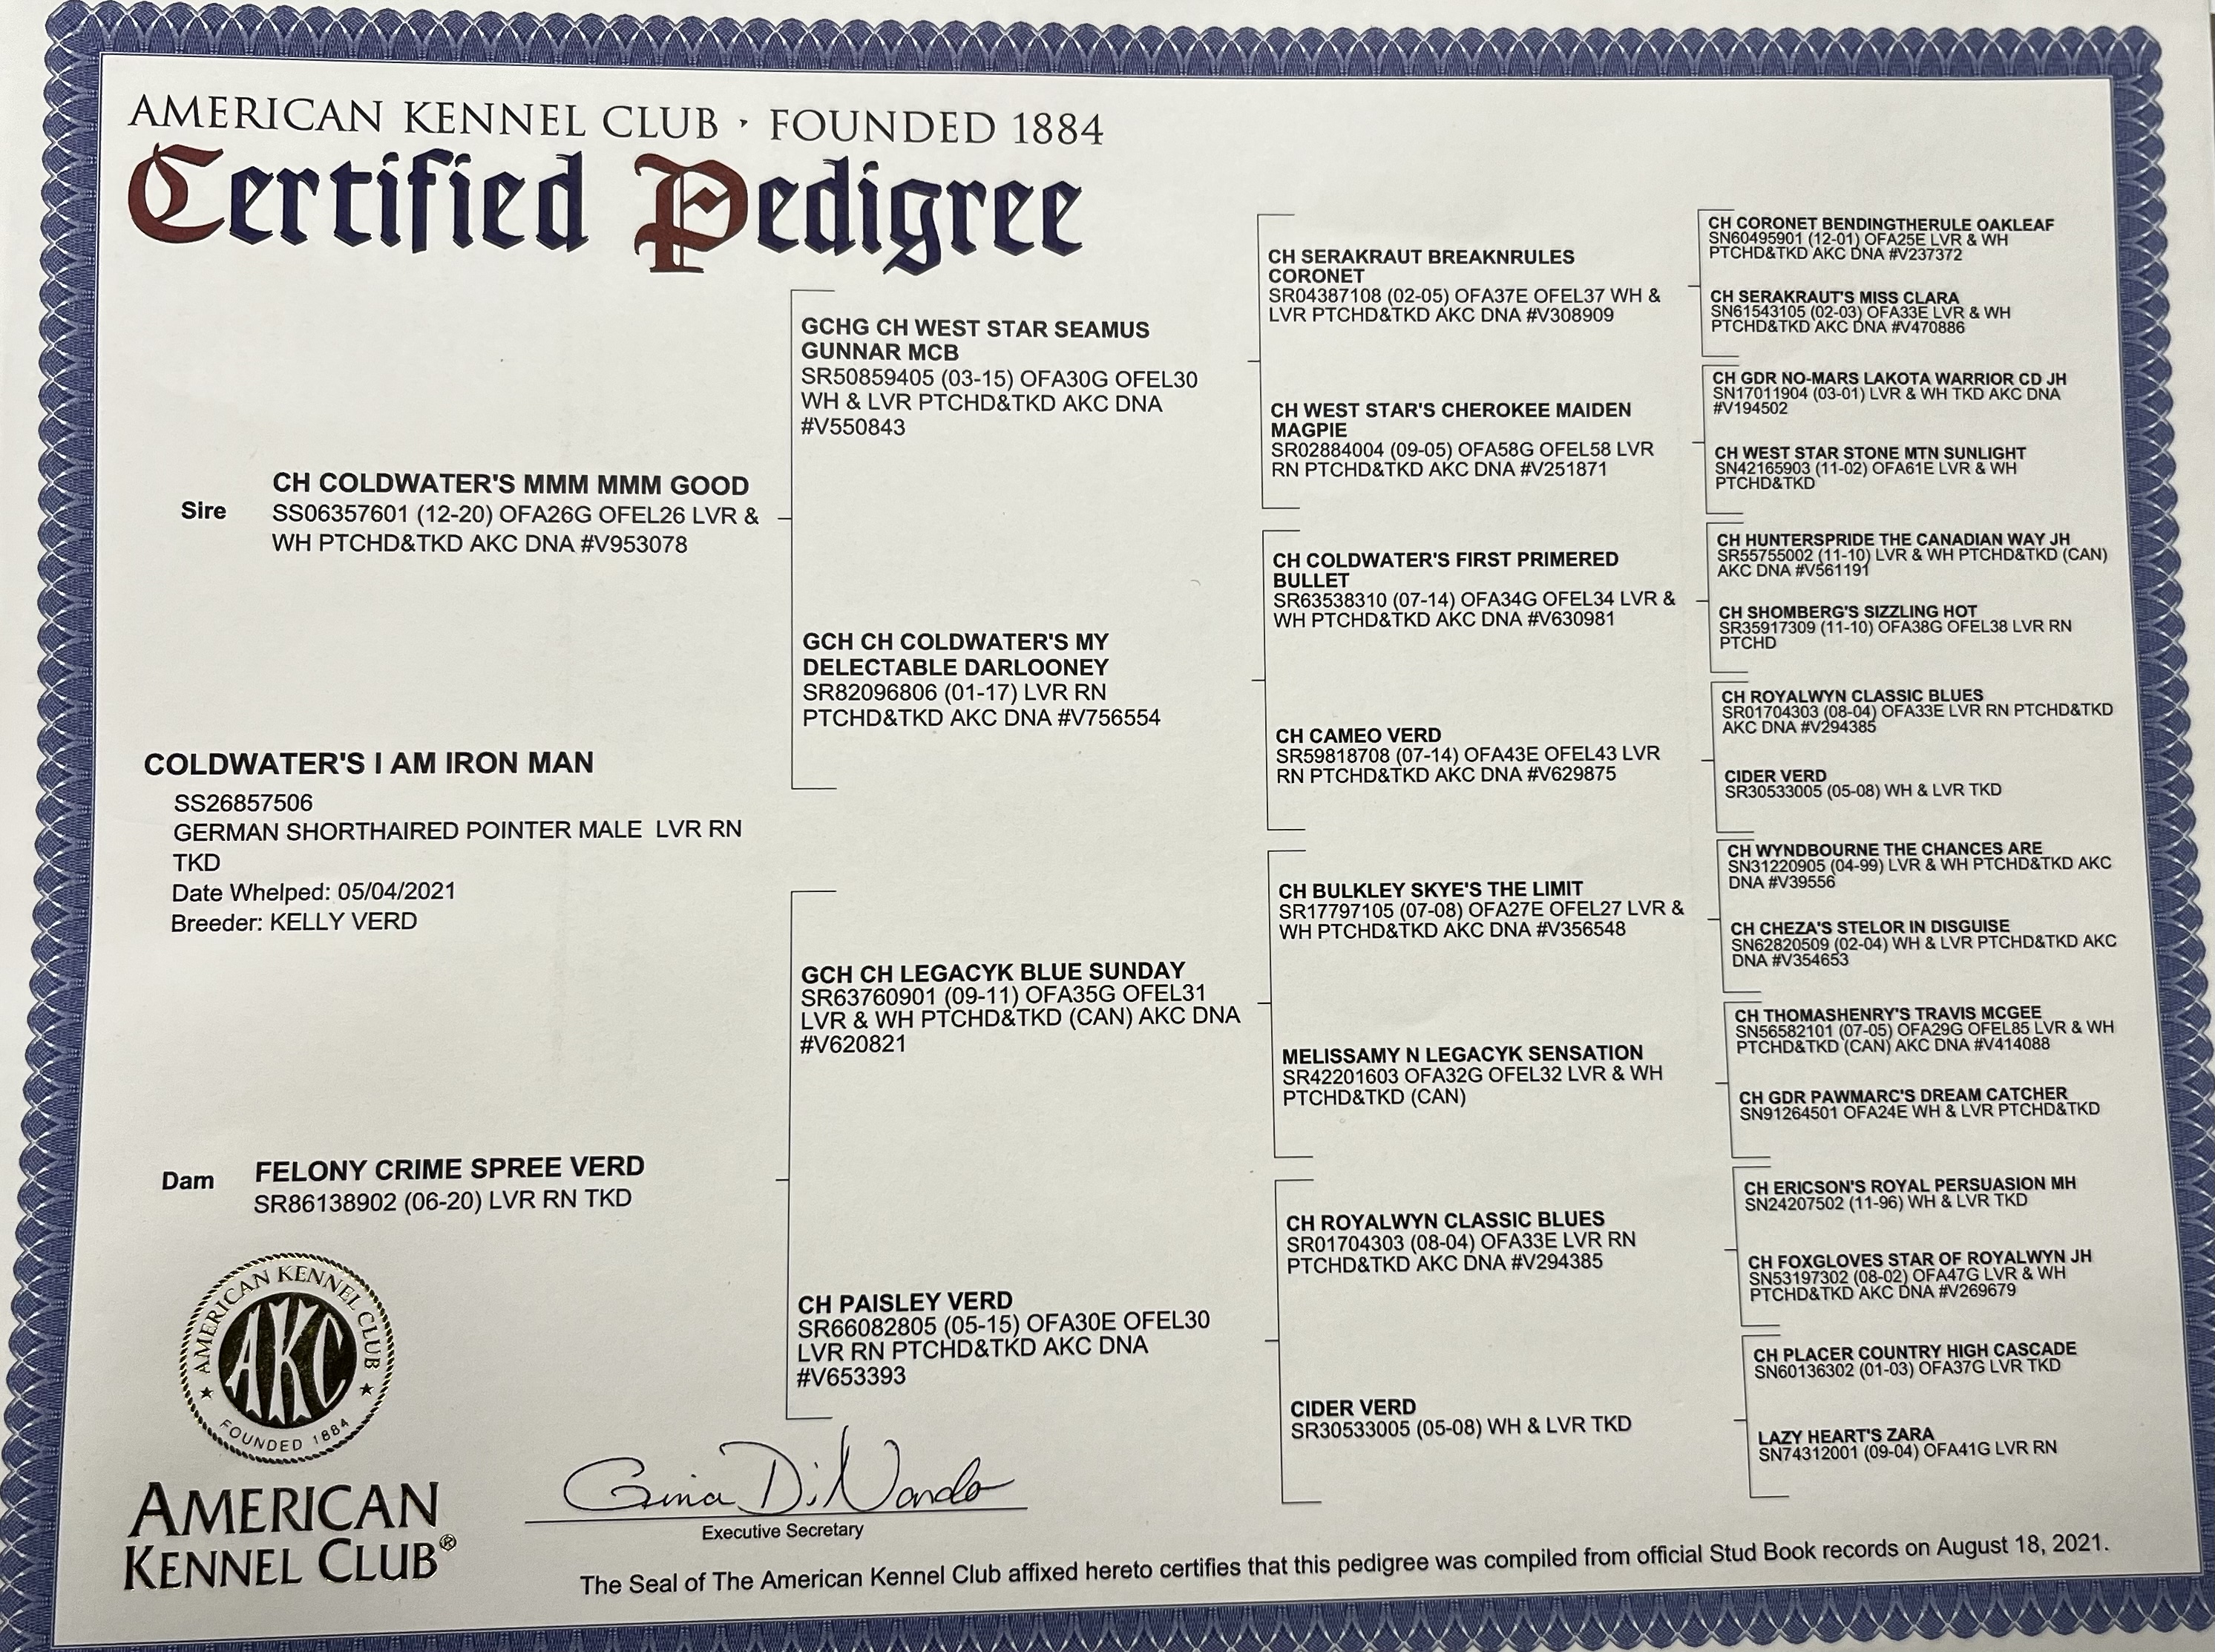 AMERICAN KENNEL CLUB · FOUNDED 1884
Certified Pedigree
Sire
CH COLDWATER'S MMM MMM GOOD
SS06357601 (12-20) OFA26G OFEL26 LVR &
WH PTCHD&TKD AKC DNA #V953078
COLDWATER'S I AM IRON MAN
SS26857506
GERMAN SHORTHAIRED POINTER MALE LVR RN
TKD
Date Whelped: 05/04/2021
Breeder: KELLY VERD
Dam
FELONY CRIME SPREE VERD
SR86138902 (06-20) LVR RN TKD
GCHG CH WEST STAR SEAMUS
GUNNAR MCB
SR50859405 (03-15) OFA30G OFEL30
WH & LVR PTCHD&TKD AKC DNA
#V550843
GCH CH COLDWATER'S MY
DELECTABLE DARLOONEY
SR82096806 (01-17) LVR RN
PTCHD&TKD AKC DNA #V756554
GCH CH LEGACYK BLUE SUNDAY
SR63760901 (09-11) OFA35G OFEL31
LVR & WH PTCHD&TKD (CAN) AKC DNA
#V620821
CH PAISLEY VERD
SR66082805 (05-15) OFA30E OFEL30
LVR RN PTCHD&TKD AKC DNA
#V653393
CH SERAKRAUT BREAKNRULES
CORONET
SR04387108 (02-05) OFA37E OFEL37 WH &
LVR PTCHD&TKD AKC DNA #V308909
CH WEST STAR'S CHEROKEE MAIDEN
MAGPIE
SR02884004 (09-05) OFA58G OFEL58 LVR
RN PTCHD&TKD AKC DNA #V251871
CH COLDWATER'S FIRST PRIMERED
BULLET
SR63538310 (07-14) OFA34G OFEL34 LVR &
WH PTCHD&TKD AKC DNA #V630981
CH CAMEO VERD
SR59818708 (07-14) OFA43E OFEL43 LVR
RN PTCHD&TKD AKC DNA #V629875
CH BULKLEY SKYE'S THE LIMIT
SR17797105 (07-08) OFA27E OFEL27 LVR &
WH PTCHD&TKD AKC DNA #V356548
MELISSAMY N LEGACYK SENSATION
SR42201603 OFA32G OFEL32 LVR & WH
PTCHD&TKD (CAN)
CH ROYALWYN CLASSIC BLUES
SR01704303 (08-04) OFA33E LVR RN
PTCHD&TKD AKC DNA #V294385
CIDER VERD
SR30533005 (05-08) WH & LVR TKD
CH CORONET BENDINGTHERULE OAKLEAF
SN60495901 (12-01) OFA25E LVR & WH
PTCHD&TKD AKC DNA #V237372
CH SERAKRAUT'S MISS CLARA
SN61543105 (02-03) OFA33E LVR & WH
PTCHD&TKD AKC DNA #V470886
CH GDR NO-MARS LAKOTA WARRIOR CD JH
SN17011904 (03-01) LVR & WH TKD AKC DNA
#V194502
CH WEST STAR STONE MTN SUNLIGHT
SN42165903 (11-02) OFA61E LVR & WH
PTCHD&TKD
CH HUNTERSPRIDE THE CANADIAN WAY JH
SR55755002 (11-10) LVR & WH PTCHD&TKD (CAN)
AKC DNA #V561191
CH SHOMBERG'S SIZZLING HOT
SR35917309 (11-10) OFA38G OFEL38 LVR RN
PTCHD
CH ROYALWYN CLASSIC BLUES
SR01704303 (08-04) OFA33E LVR RN PTCHD&TKD
AKC DNA #V294385
CIDER VERD
SR30533005 (05-08) WH & LVR TKD
CH WYNDBOURNE THE CHANCES ARE
SN31220905 (04-99) LVR & WH PTCHD&TKD AKC
DNA #V39556
CH CHEZA'S STELOR IN DISGUISE
SN62820509 (02-04) WH & LVR PTCHD&TKD AKC
DNA #V354653
CH THOMASHENRY'S TRAVIS MCGEE
SN56582101 (07-05) OFA29G OFEL85 LVR & WH
PTCHD&TKD (CAN) AKC DNA #V414088
CH GDR PAWMARC'S DREAM CATCHER
SN91264501 OFA24E WH & LVR PTCHD&TKD
CH ERICSON'S ROYAL PERSUASION MH
SN24207502 (11-96) WH & LVR TKD
CH FOXGLOVES STAR OF ROYALWYN JH
SN53197302 (08-02) OFA47G LVR & WH
PTCHD&TKD AKC DNA #V269679
CH PLACER COUNTRY HIGH CASCADE
SN60136302 (01-03) OFA37G LVR TKD
LAZY HEART'S ZARA
SN74312001 (09-04) OFA41G LVR RN
AMERICAN KENNEL CLUB
AKC
FOUNDED 1884
AMERICAN
KENNEL CLUB®
Gina DiNardo
Executive Secretary
The Seal of The American Kennel Club affixed hereto certifies that this pedigree was compiled from official Stud Book records on August 18, 2021.